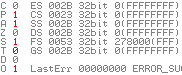 C 0 ES 002B 32bit 0(FFFFFFFF)
P 1 CS 0023 32bit 0(FFFFFFFF)
A 0 SS 002B 32bit 0(FFFFFFFF)
Z 0 DS 002B 32bit 0(FFFFFFFF)
S 1 FS 0053 32bit 27D000(FFF)
T 0 GS 002B 32bit 0(FFFFFFFF)
D 0
O 1 LastErr 00000000 ERROR_SU